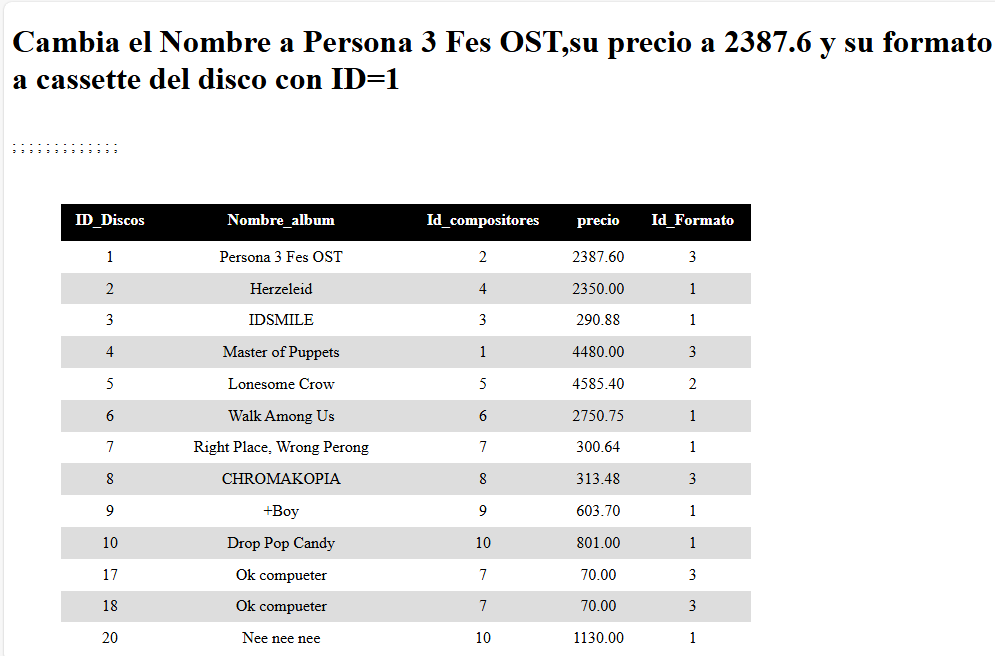 Cambia el Nombre a Persona 3 Fes OST,su precio a 2387.6 y su formato
a cassette del disco con ID=1
; ; ; ; ; ; ; ; ; ; ; ; ;
ID_Discos Nombre_album Id_compositores precio Id_Formato
1 Persona 3 Fes OST 2 2387.60 3
2 Herzeleid 4 2350.00 1
3 IDSMILE 3 290.88 1
4 Master of Puppets 1 4480.00 3
5 Lonesome Crow 5 4585.40 2
6 Walk Among Us 6 2750.75 1
7 Right Place, Wrong Perong 7 300.64 1
8 CHROMAKOPIA 8 313.48 3
9 +Boy 9 603.70 1
10 Drop Pop Candy 10 801.00 1
17 Ok compueter 7 70.00 3
18 Ok compueter 7 70.00 3
20 Nee nee nee 10 1130.00 1